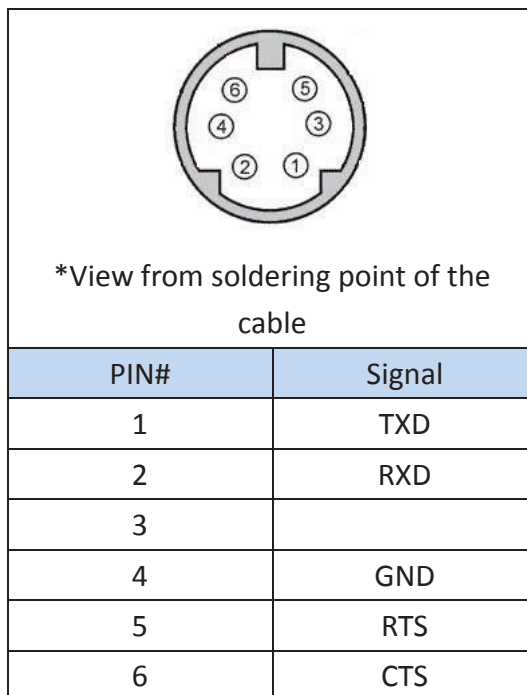 6 5
4 3
2 1
*View from soldering point of the
cable
PIN# Signal
1 TXD
2 RXD
3
4 GND
5 RTS
6 CTS